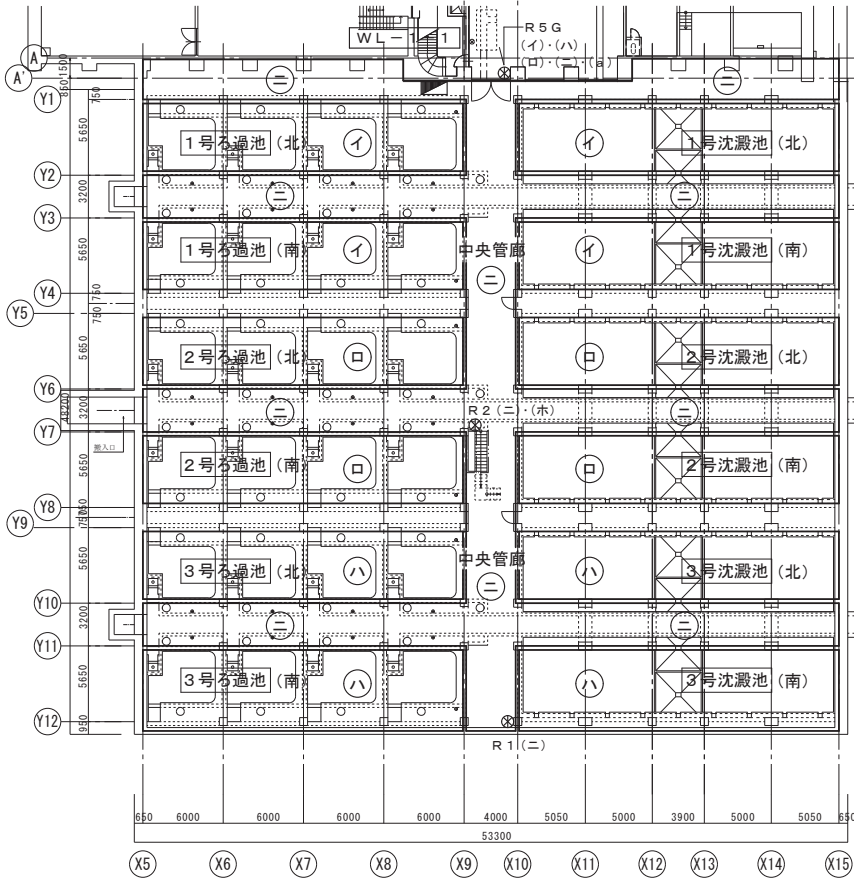 R5G
(イ)・(ハ)
(ロ)・(ニ)・(a)
A
A'
1500
850
750
ニ
ニ
Y1
5650
1号ろ過池(北)
イ
イ
1号沈澱池(北)
Y2
3200
ニ
ニ
Y3
5650
1号ろ過池(南)
イ
中央管廊
ニ
イ
1号沈澱池(南)
Y4
750
Y5
750
5650
2号ろ過池(北)
ロ
ロ
2号沈澱池(北)
Y6
48200
3200
ニ
R2(ニ)・(ホ)
ニ
Y7
搬入口
5650
2号ろ過池(南)
ロ
ロ
2号沈澱池(南)
Y8
750
Y9
5650
3号ろ過池(北)
ハ
中央管廊
ニ
ハ
3号沈澱池(北)
Y10
3200
ニ
ニ
Y11
5650
3号ろ過池(南)
ハ
ハ
3号沈澱池(南)
Y12
950
R1(ニ)
650 6000 6000 6000 6000 4000 5050 5000 3900 5000 5050 650
53300
X5 X6 X7 X8 X9 X10 X11 X12 X13 X14 X15